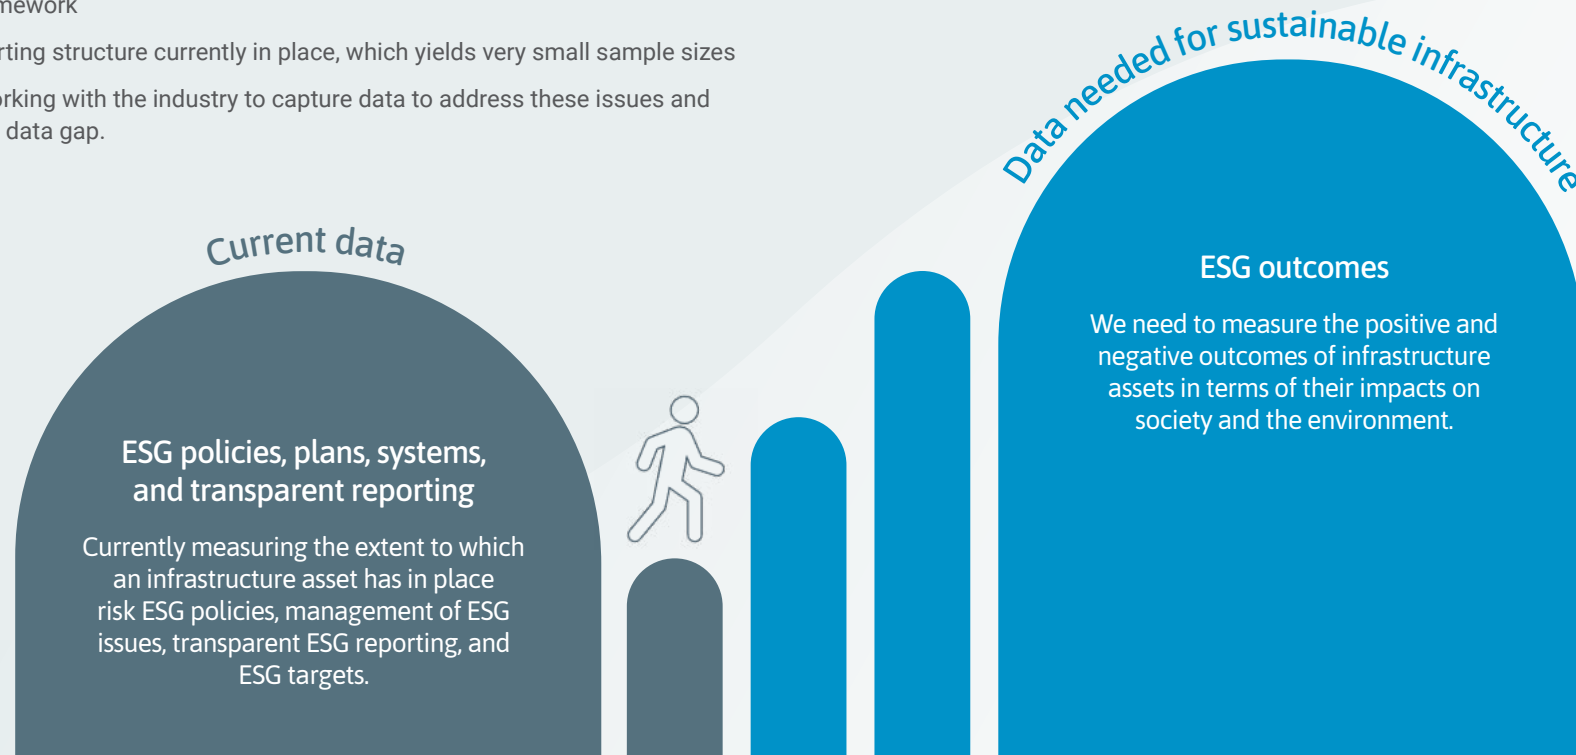 mework
rting structure currently in place, which yields very small sample sizes
orking with the industry to capture data to address these issues and
data gap.
Current data
ESG policies, plans, systems,
and transparent reporting
Currently measuring the extent to which
an infrastructure asset has in place
risk ESG policies, management of ESG
issues, transparent ESG reporting, and
ESG targets.
Data needed for sustainable infrastructure
ESG outcomes
We need to measure the positive and
negative outcomes of infrastructure
assets in terms of their impacts on
society and the environment.